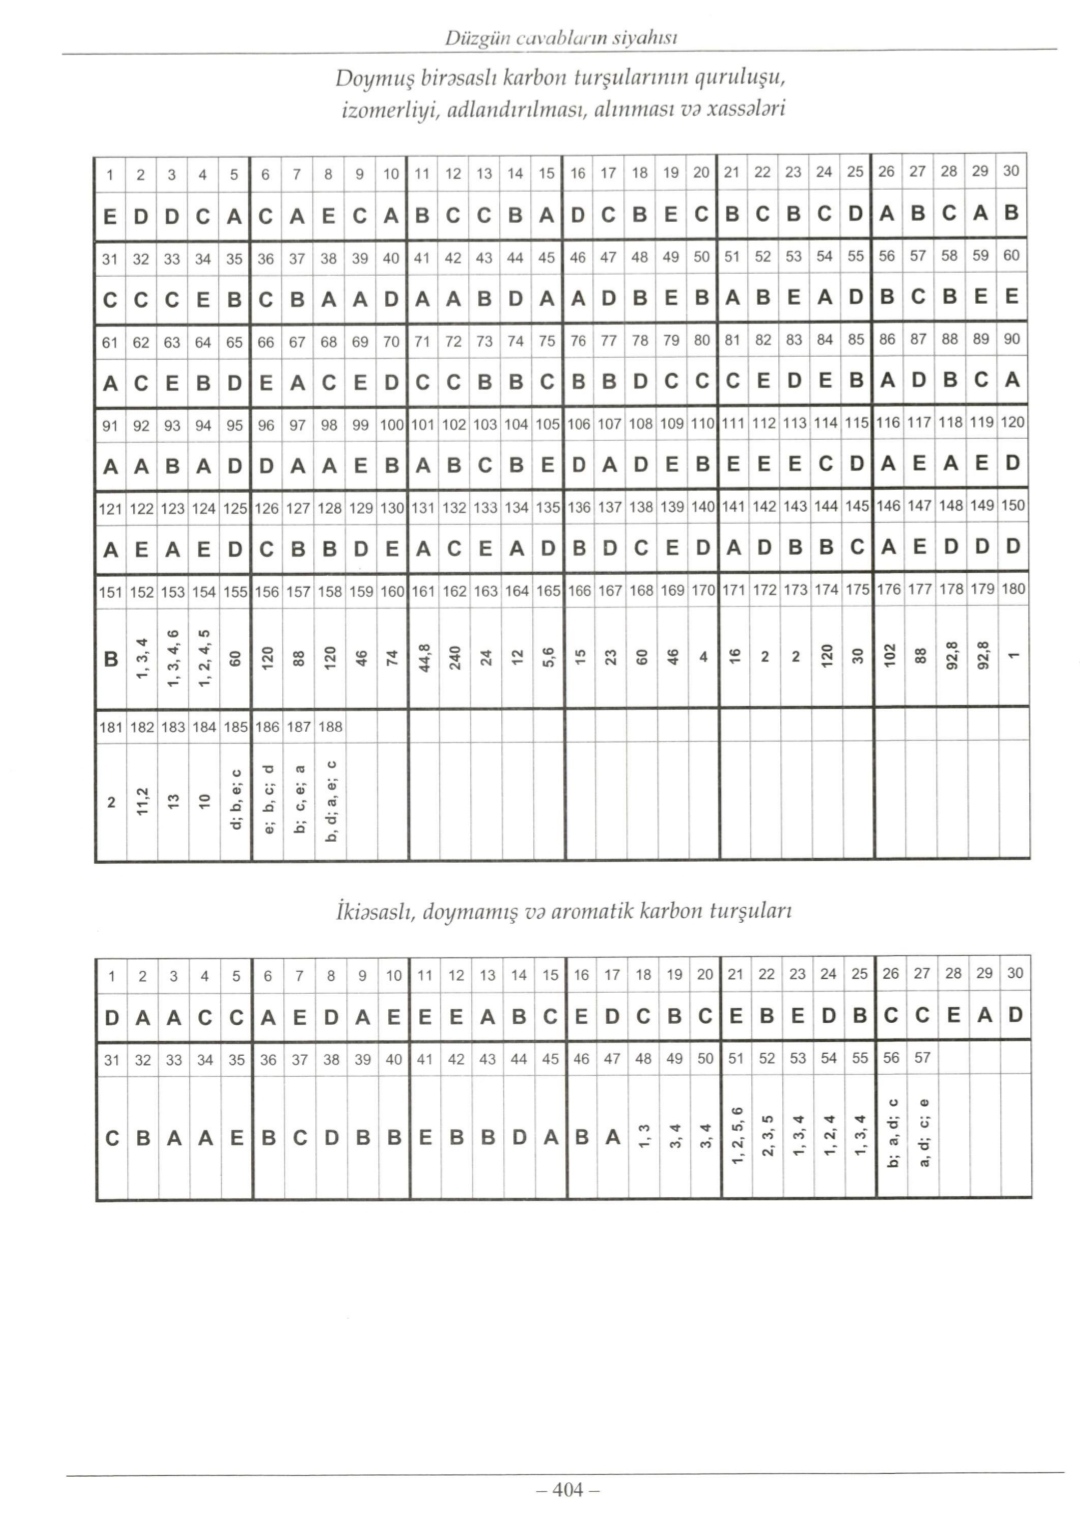 Düzgün cavabların siyahısı
Doymuş birəsaslı karbon turşularının quruluşu,
izomerliyi, adlandırılması, alınması və xassələri
1 2 3 4 5 6 7 8 9 10 11 12 13 14 15 16 17 18 19 20 21 22 23 24 25 26 27 28 29 30
E D D C A C A E C A B C C B A D C B E C B C B C D A B C A B
31 32 33 34 35 36 37 38 39 40 41 42 43 44 45 46 47 48 49 50 51 52 53 54 55 56 57 58 59 60
C C C E B C B A A D A A B D A A D B E B A B E A D B C B E E
61 62 63 64 65 66 67 68 69 70 71 72 73 74 75 76 77 78 79 80 81 82 83 84 85 86 87 88 89 90
A C E B D E A C E D C C B B C B B D C C C E D E B A D B C A
91 92 93 94 95 96 97 98 99 100 101 102 103 104 105 106 107 108 109 110 111 112 113 114 115 116 117 118 119 120
A A B A D D A A E B A B C B E D A D E B E E E C D A E A E D
121 122 123 124 125 126 127 128 129 130 131 132 133 134 135 136 137 138 139 140 141 142 143 144 145 146 147 148 149 150
A E A E D C B B D E A C E A D B D C E D A D B B C A E D D D
151 152 153 154 155 156 157 158 159 160 161 162 163 164 165 166 167 168 169 170 171 172 173 174 175 176 177 178 179 180
B 1, 3, 4 1, 3, 4, 6 1, 2, 4, 5 60 120 88 120 46 74 44,8 240 24 12 5,6 15 23 60 46 4 16 2 2 120 30 102 88 92,8 92,8 1
181 182 183 184 185 186 187 188
2 11,2 13 10 d; b, e; c e; b, c; d b; c, e; a b, d; a, e; c
İkiəsaslı, doymamış və aromatik karbon turşuları
1 2 3 4 5 6 7 8 9 10 11 12 13 14 15 16 17 18 19 20 21 22 23 24 25 26 27 28 29 30
D A A C C A E D A E E E A B C E D C B C E B E D B C C E A D
31 32 33 34 35 36 37 38 39 40 41 42 43 44 45 46 47 48 49 50 51 52 53 54 55 56 57
C B A A E B C D B B E B B D A B A 1, 3 3, 4 3, 4 1, 2, 5, 6 2, 3, 5 1, 3, 4 1, 2, 4 1, 3, 4 b; a, d; c a, d; c; e
– 404 –